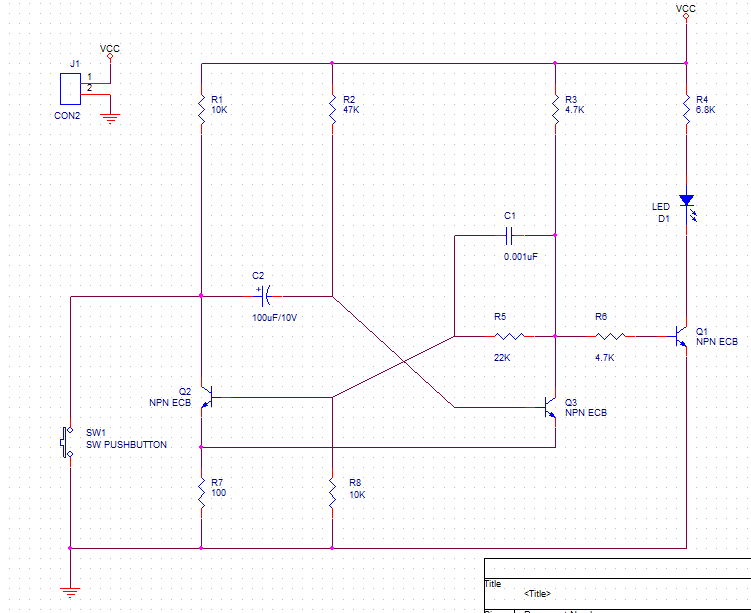 VCC
VCC
J1
1
2
CON2
R1
10K
R2
47K
R3
4.7K
R4
6.8K
LED
D1
C1
0.001uF
C2
+
100uF/10V
R5
22K
R6
4.7K
Q1
NPN ECB
Q2
NPN ECB
Q3
NPN ECB
SW1
SW PUSHBUTTON
R7
100
R8
10K
Title
<Title>